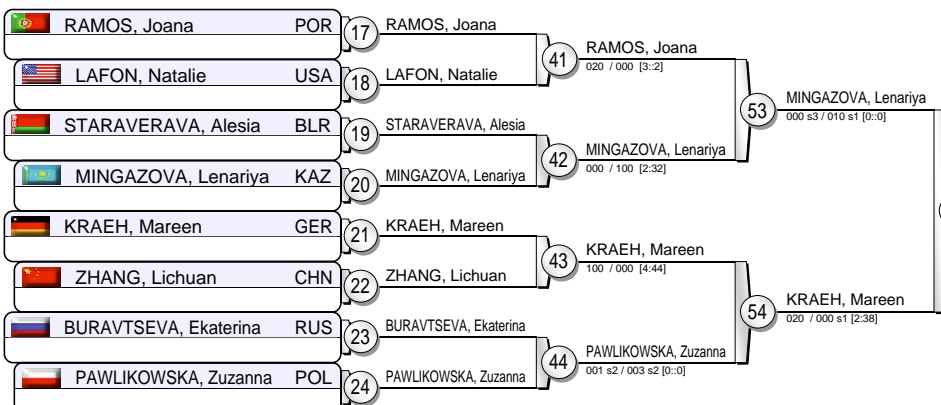 RAMOS, Joana POR 17 RAMOS, Joana
LAFON, Natalie USA 18 LAFON, Natalie
41 RAMOS, Joana
020 / 000 [3::2]
STARAVERAVA, Alesia BLR 19 STARAVERAVA, Alesia
MINGAZOVA, Lenariya KAZ 20 MINGAZOVA, Lenariya
42 MINGAZOVA, Lenariya
000 / 100 [2:32]
53 MINGAZOVA, Lenariya
000 s3 / 010 s1 [0::0]
KRAEH, Mareen GER 21 KRAEH, Mareen
ZHANG, Lichuan CHN 22 ZHANG, Lichuan
43 KRAEH, Mareen
100 / 000 [4:44]
BURAVTSEVA, Ekaterina RUS 23 BURAVTSEVA, Ekaterina
PAWLIKOWSKA, Zuzanna POL 24 PAWLIKOWSKA, Zuzanna
44 PAWLIKOWSKA, Zuzanna
001 s2 / 003 s2 [0::0]
54 KRAEH, Mareen
020 / 000 s1 [2:38]